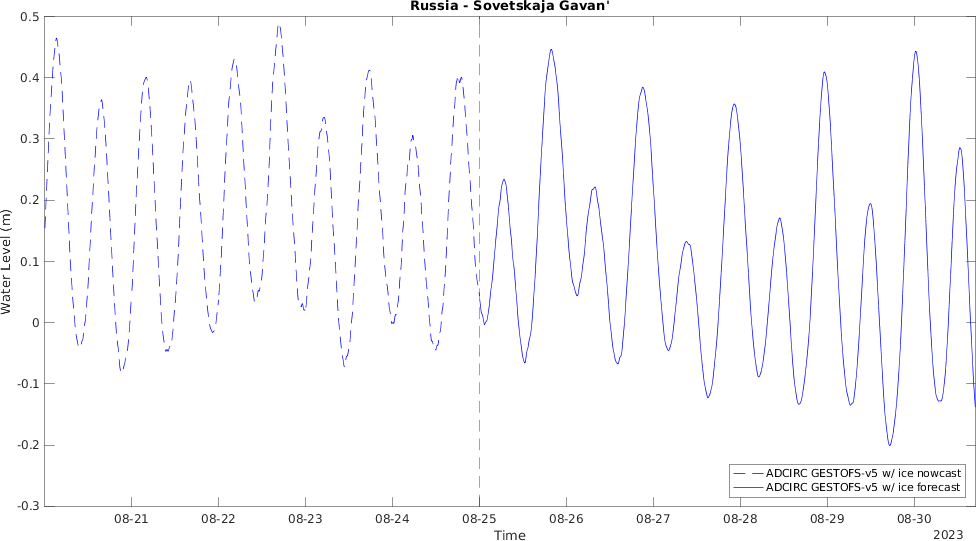 Russia - Sovetskaja Gavan'
Water Level (m)
0.5
0.4
0.3
0.2
0.1
0
-0.1
-0.2
-0.3
ADCIRC GESTOFS-v5 w/ ice nowcast
ADCIRC GESTOFS-v5 w/ ice forecast
08-21 08-22 08-23 08-24 08-25 08-26 08-27 08-28 08-29 08-30
Time
2023